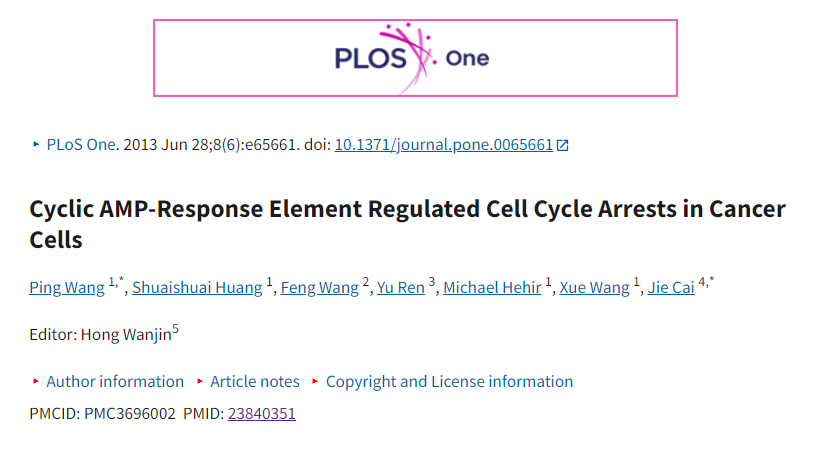 PLOS One
PLoS One. 2013 Jun 28;8(6):e65661. doi: 10.1371/journal.pone.0065661
Cyclic AMP-Response Element Regulated Cell Cycle Arrests in Cancer
Cells
Ping Wang 1,*, Shuaishuai Huang 1, Feng Wang 2, Yu Ren 3, Michael Hehir 1, Xue Wang 1, Jie Cai 4,*
Editor: Hong Wanjin5
Author information Article notes Copyright and License information
PMCID: PMC3696002 PMID: 23840351